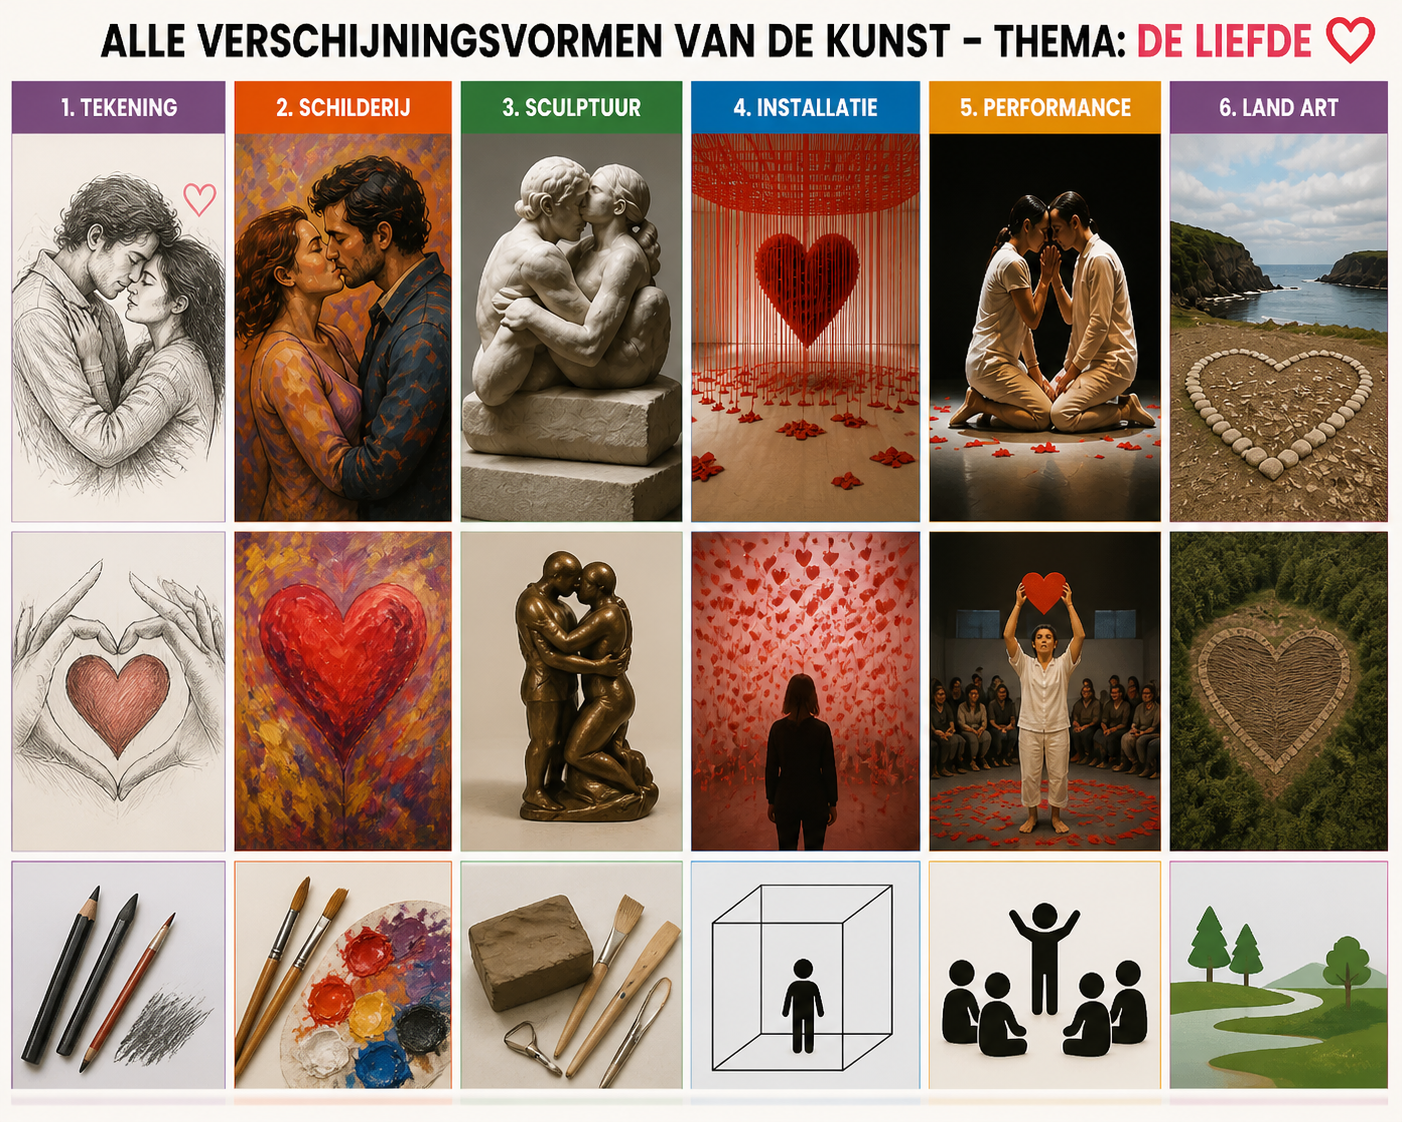 ALLE VERSCHIJNINGSVORMEN VAN DE KUNST – THEMA: DE LIEFDE
1. TEKENING
2. SCHILDERIJ
3. SCULPTUUR
4. INSTALLATIE
5. PERFORMANCE
6. LAND ART